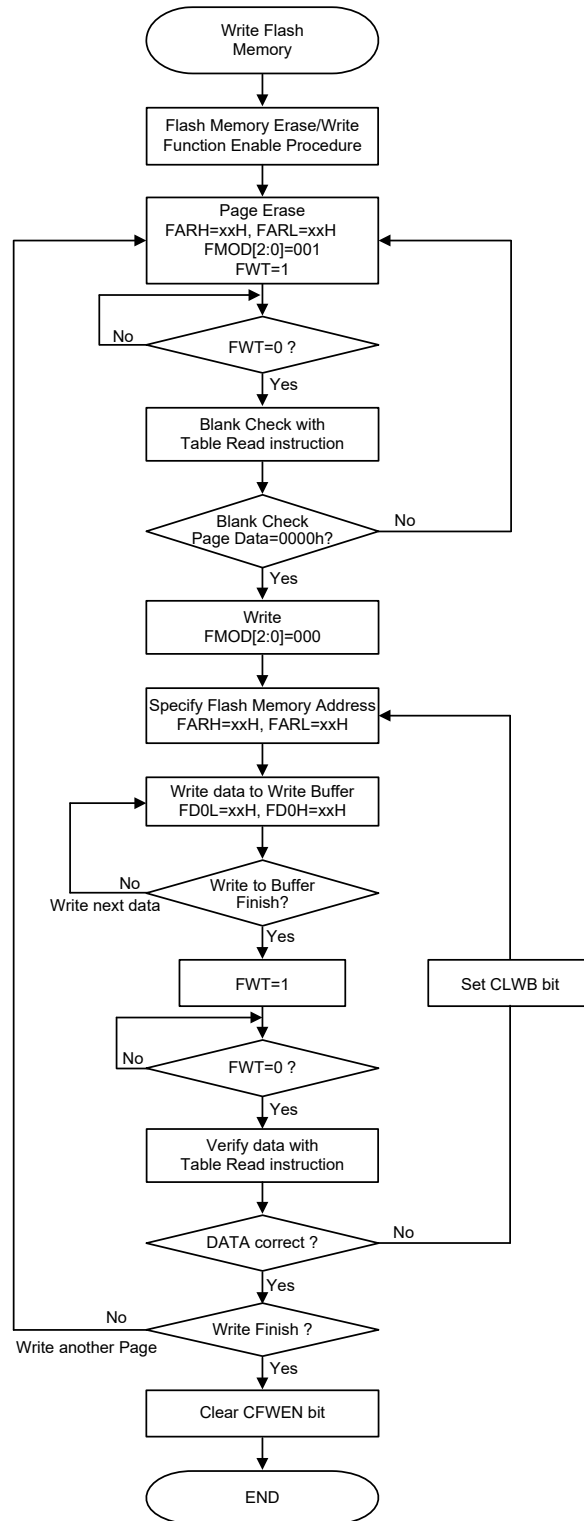 Write Flash
Memory
Flash Memory Erase/Write
Function Enable Procedure
Page Erase
FARH=xxH, FARL=xxH
FMOD[2:0]=001
FWT=1
No
FWT=0 ?
Yes
Blank Check with
Table Read instruction
Blank Check
Page Data=0000h?
No
Yes
Write
FMOD[2:0]=000
Specify Flash Memory Address
FARH=xxH, FARL=xxH
Write data to Write Buffer
FD0L=xxH, FD0H=xxH
No
Write next data
Write to Buffer
Finish?
Yes
FWT=1
Set CLWB bit
No
FWT=0 ?
Yes
Verify data with
Table Read instruction
DATA correct ?
No
Yes
No
Write another Page
Write Finish ?
Yes
Clear CFWEN bit
END